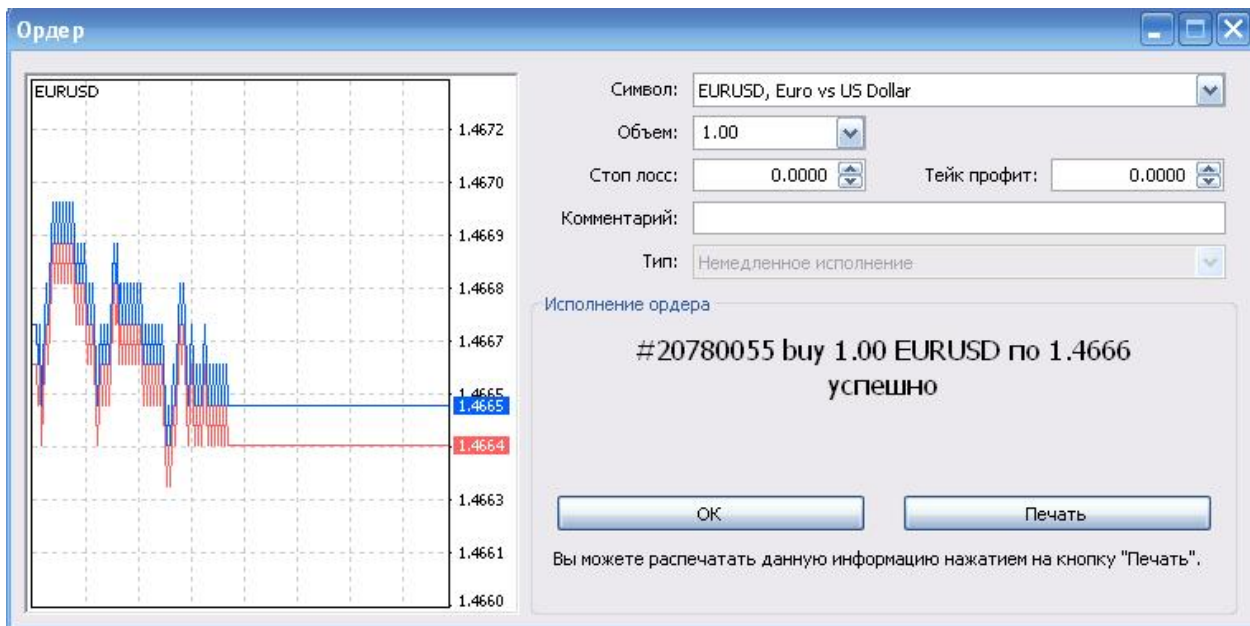 Ордер
EURUSD
1.4672
1.4670
1.4669
1.4668
1.4667
1.4665
1.4665
1.4664
1.4663
1.4661
1.4660
Символ: EURUSD, Euro vs US Dollar
Объем: 1.00
Стоп лосс: 0.0000 Тейк профит: 0.0000
Комментарий:
Тип: Немедленное исполнение
Исполнение ордера
#20780055 buy 1.00 EURUSD по 1.4666
успешно
OK Печать
Вы можете распечатать данную информацию нажатием на кнопку "Печать".